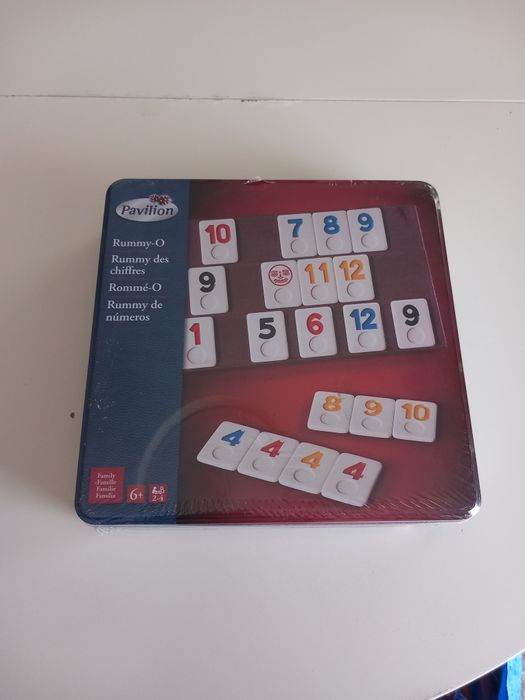 Pavilion
Rummy-O
Rummy des
chiffres
Rommé-O
Rummy de
números
10 7 8 9
9 11 12
1 5 6 12 9
8 9 10
4 4 4 4
Family
Famille
Familie
Familia
6+
2-4